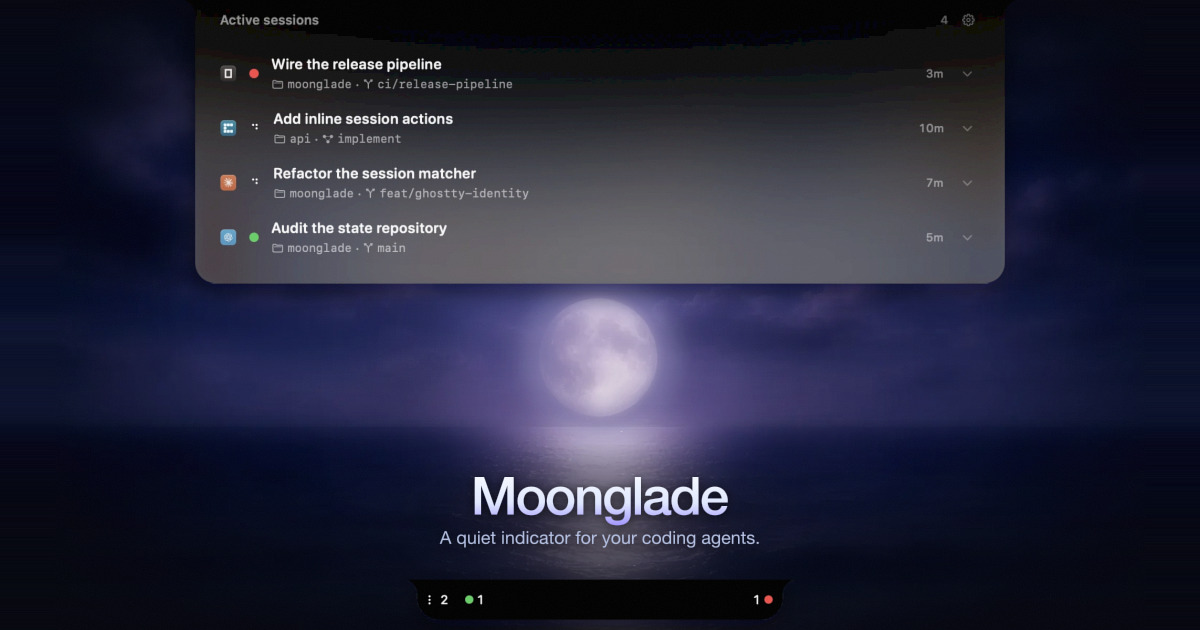 Active sessions 4
Wire the release pipeline 3m
moonglade · ci/release-pipeline
Add inline session actions 10m
api · implement
Refactor the session matcher 7m
moonglade · feat/ghostty-identity
Audit the state repository 5m
moonglade · main
Moonglade
A quiet indicator for your coding agents.
2 1 1